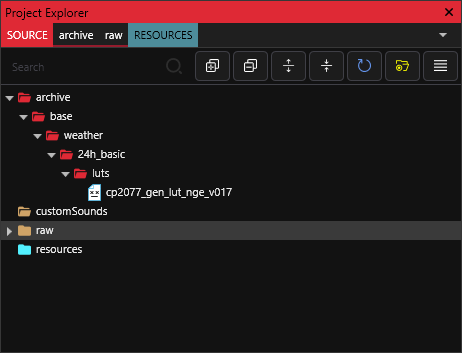 Project Explorer
SOURCE archive raw RESOURCES
Search
archive
base
weather
24h_basic
luts
cp2077_gen_lut_nge_v017
customSounds
raw
resources